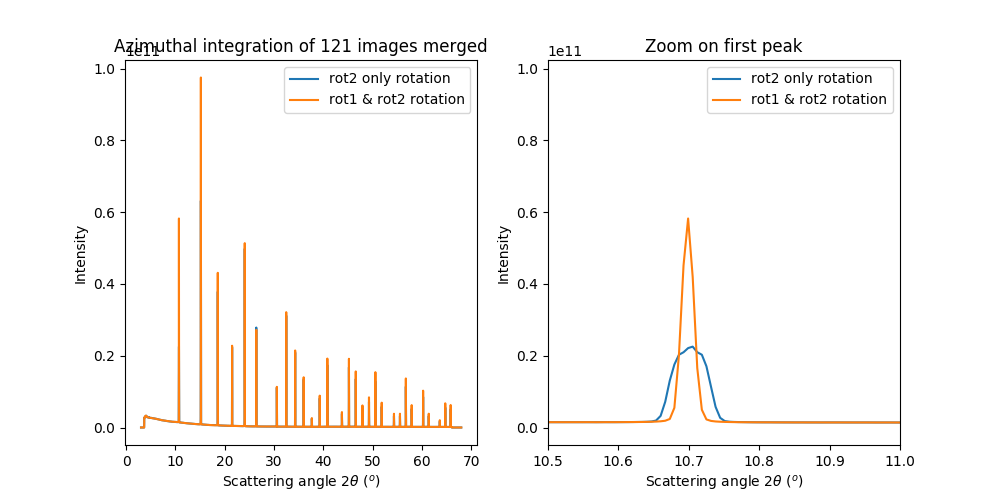 Azimuthal integration of 121 images merged
1e11
rot2 only rotation
rot1 & rot2 rotation
1.0
0.8
0.6
0.4
0.2
0.0
Intensity
0 10 20 30 40 50 60 70
Scattering angle 2θ (°)
Zoom on first peak
1e11
rot2 only rotation
rot1 & rot2 rotation
1.0
0.8
0.6
0.4
0.2
0.0
Intensity
10.5 10.6 10.7 10.8 10.9 11.0
Scattering angle 2θ (°)